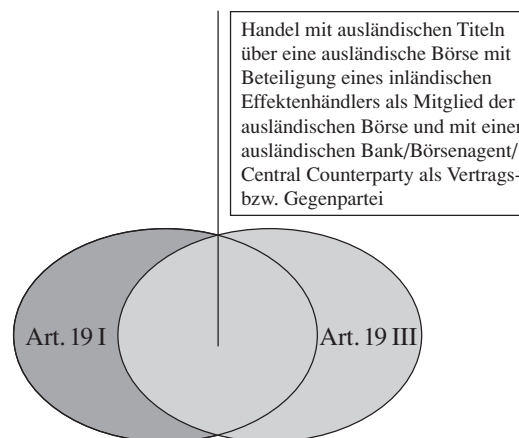 Handel mit ausländischen Titeln
über eine ausländische Börse mit
Beteiligung eines inländischen
Effektenhändlers als Mitglied der
ausländischen Börse und mit einer
ausländischen Bank/Börsenagent/
Central Counterparty als Vertrags-
bzw. Gegenpartei
Art. 19 I
Art. 19 III